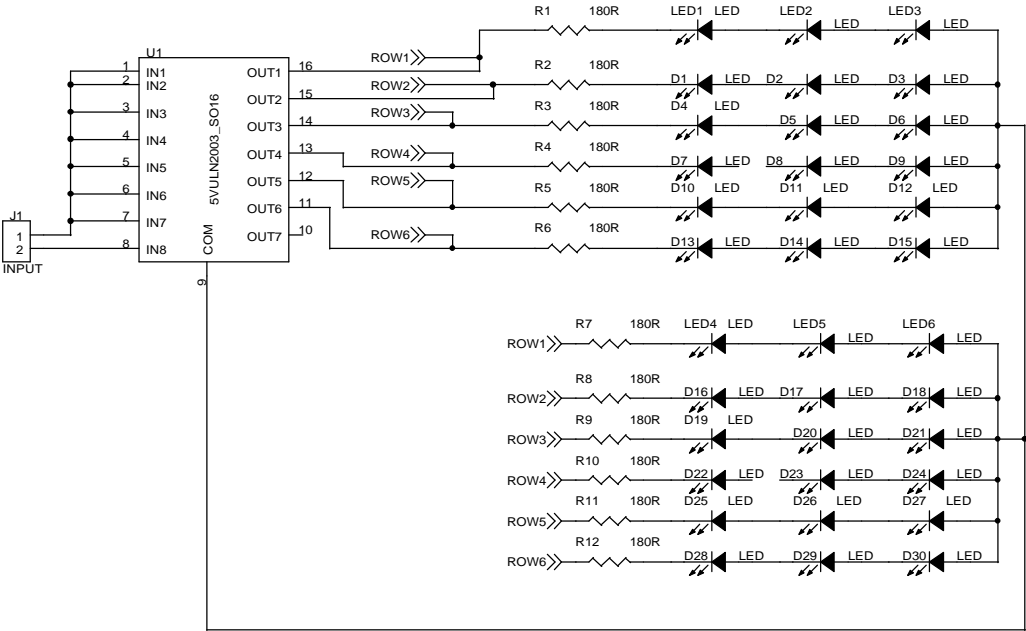 R1 180R LED1 LED LED2 LED LED3 LED
U1
ROW1
1 IN1 OUT1 16
2 IN2 OUT2 15
3 IN3 OUT3 14
4 IN4 OUT4 13
5 IN5 OUT5 12
6 IN6 OUT6 11
7 IN7 OUT7 10
8 IN8
5VULN2003_SO16
COM
9
J1
1
2
INPUT
ROW2 R2 180R D1 LED D2 LED D3 LED
ROW3 R3 180R D4 LED D5 LED D6 LED
ROW4 R4 180R D7 LED D8 LED D9 LED
ROW5 R5 180R D10 LED D11 LED D12 LED
ROW6 R6 180R D13 LED D14 LED D15 LED
ROW1 R7 180R LED4 LED LED5 LED LED6 LED
ROW2 R8 180R D16 LED D17 LED D18 LED
ROW3 R9 180R D19 LED D20 LED D21 LED
ROW4 R10 180R D22 LED D23 LED D24 LED
ROW5 R11 180R D25 LED D26 LED D27 LED
ROW6 R12 180R D28 LED D29 LED D30 LED